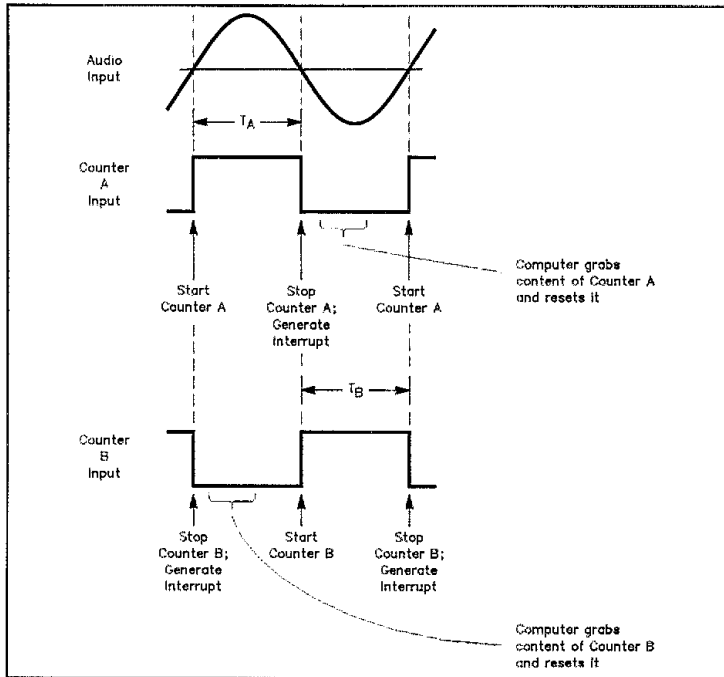 Audio
Input
TA
Counter
A
Input
Computer grabs
content of Counter A
and resets it
Start
Counter A
Stop
Counter A;
Generate
Interrupt
Start
Counter A
TB
Counter
B
Input
Stop
Counter B;
Generate
Interrupt
Start
Counter B
Stop
Counter B;
Generate
Interrupt
Computer grabs
content of Counter B
and resets it